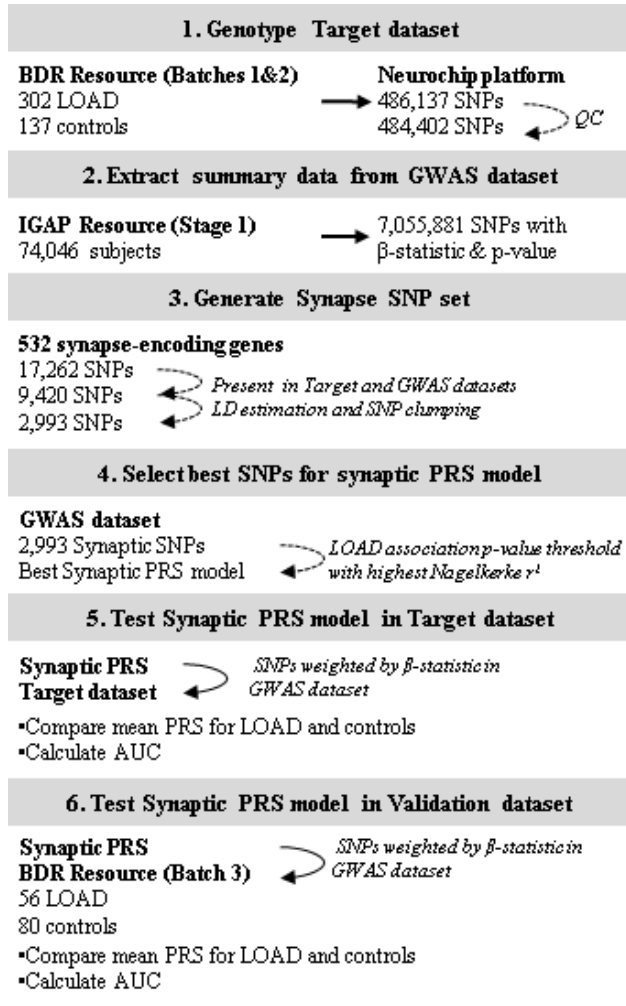 1. Genotype Target dataset
BDR Resource (Batches 1&2)
302 LOAD
137 controls
Neurochip platform
486,137 SNPs
484,402 SNPs
QC
2. Extract summary data from GWAS dataset
IGAP Resource (Stage 1)
74,046 subjects
7,055,881 SNPs with
β-statistic & p-value
3. Generate Synapse SNP set
532 synapse-encoding genes
17,262 SNPs
9,420 SNPs
2,993 SNPs
Present in Target and GWAS datasets
LD estimation and SNP clumping
4. Select best SNPs for synaptic PRS model
GWAS dataset
2,993 Synaptic SNPs
Best Synaptic PRS model
LOAD association p-value threshold
with highest Nagelkerke r²
5. Test Synaptic PRS model in Target dataset
Synaptic PRS
Target dataset
SNPs weighted by β-statistic in
GWAS dataset
▪Compare mean PRS for LOAD and controls
▪Calculate AUC
6. Test Synaptic PRS model in Validation dataset
Synaptic PRS
BDR Resource (Batch 3)
56 LOAD
80 controls
SNPs weighted by β-statistic in
GWAS dataset
▪Compare mean PRS for LOAD and controls
▪Calculate AUC